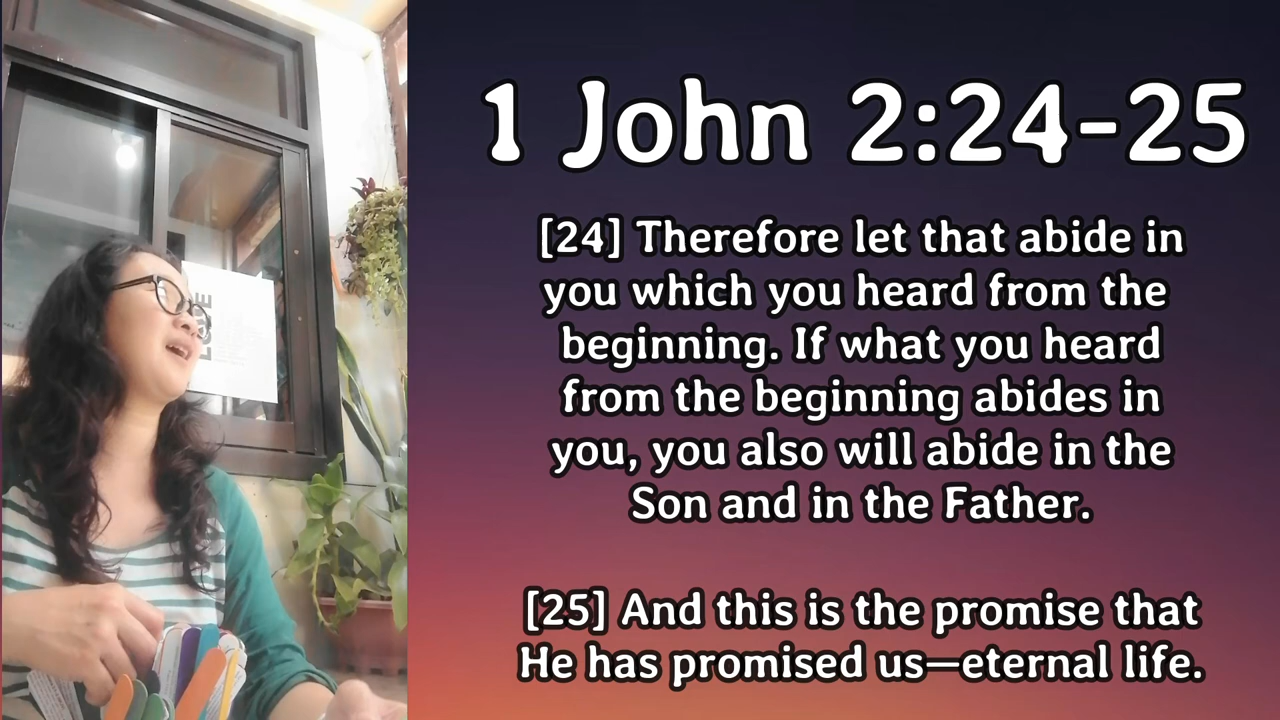 1 John 2:24-25
[24] Therefore let that abide in
you which you heard from the
beginning. If what you heard
from the beginning abides in
you, you also will abide in the
Son and in the Father.
[25] And this is the promise that
He has promised us—eternal life.